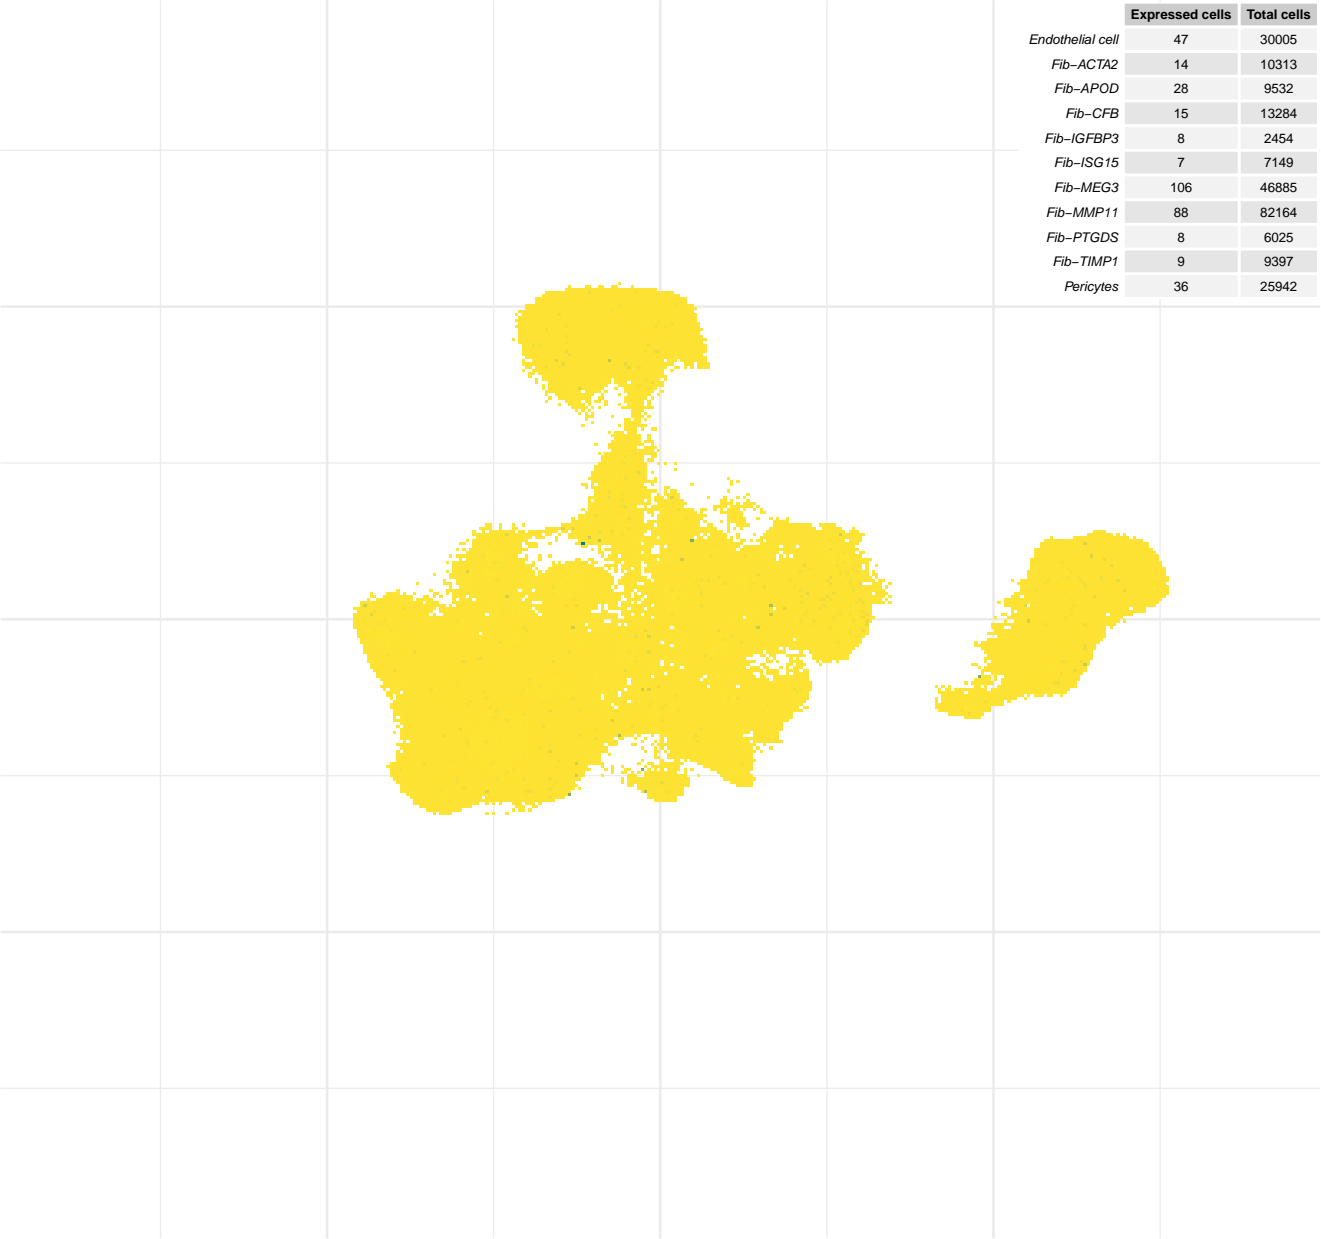 Expressed cells Total cells
Endothelial cell 47 30005
Fib−ACTA2 14 10313
Fib−APOD 28 9532
Fib−CFB 15 13284
Fib−IGFBP3 8 2454
Fib−ISG15 7 7149
Fib−MEG3 106 46885
Fib−MMP11 88 82164
Fib−PTGDS 8 6025
Fib−TIMP1 9 9397
Pericytes 36 25942